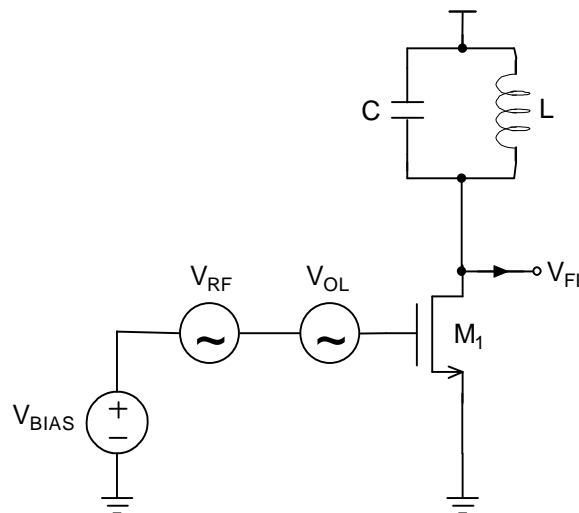 C
L
V_FI
V_RF
V_OL
M_1
V_BIAS
+
−